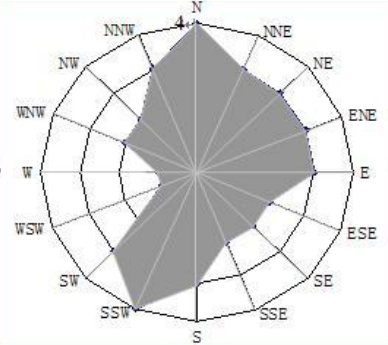 N
4↵
NNW NNE
NW NE
WNW ENE
W E
WSW ESE
SW SE
SSW SSE
S